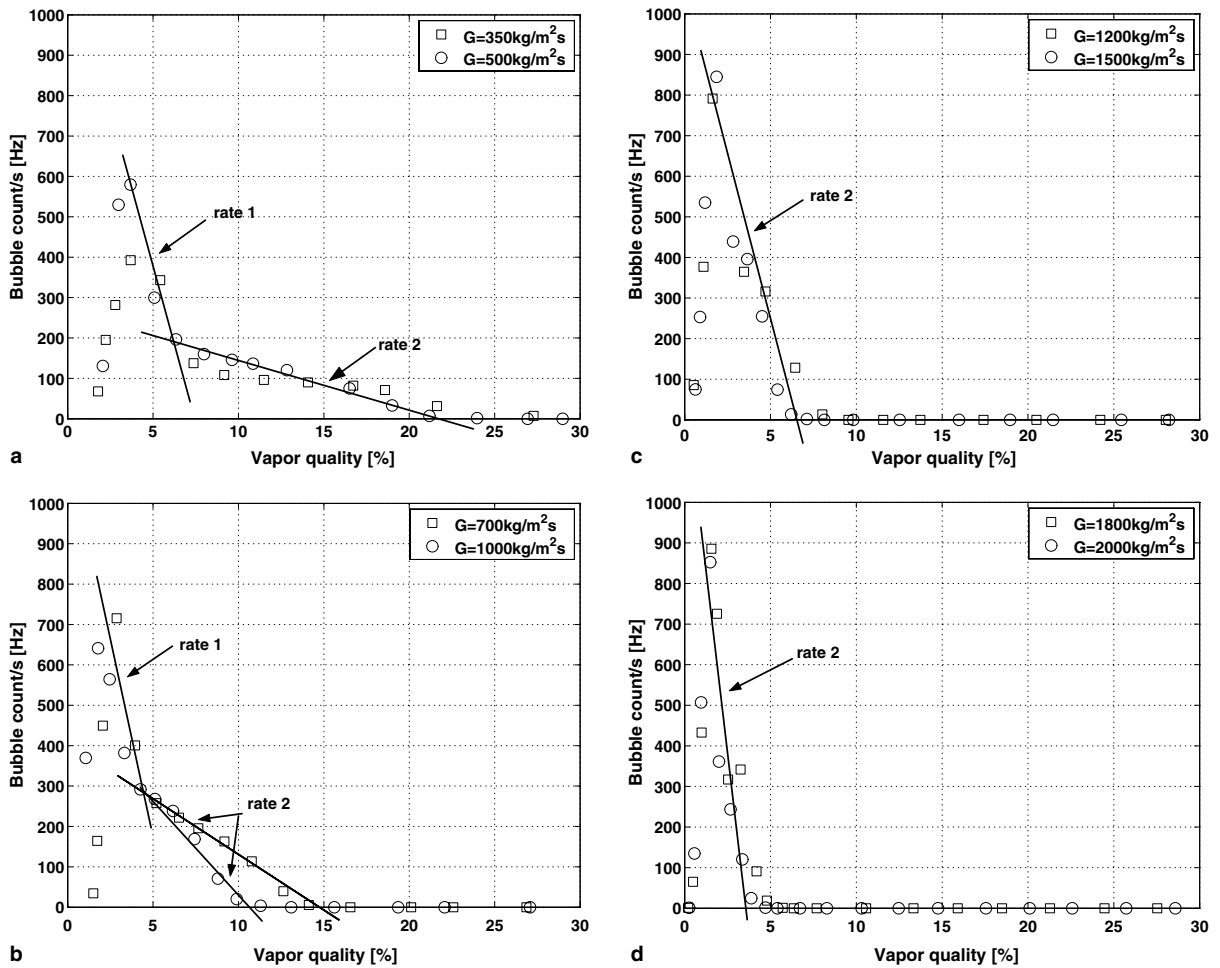 1000
900
800
700
600
500
400
300
200
100
0
Bubble count/s [Hz]
G=350kg/m²s
G=500kg/m²s
rate 1
rate 2
0 5 10 15 20 25 30
Vapor quality [%]
a
1000
900
800
700
600
500
400
300
200
100
0
Bubble count/s [Hz]
G=1200kg/m²s
G=1500kg/m²s
rate 2
0 5 10 15 20 25 30
Vapor quality [%]
c
1000
900
800
700
600
500
400
300
200
100
0
Bubble count/s [Hz]
G=700kg/m²s
G=1000kg/m²s
rate 1
rate 2
0 5 10 15 20 25 30
Vapor quality [%]
b
1000
900
800
700
600
500
400
300
200
100
0
Bubble count/s [Hz]
G=1800kg/m²s
G=2000kg/m²s
rate 2
0 5 10 15 20 25 30
Vapor quality [%]
d